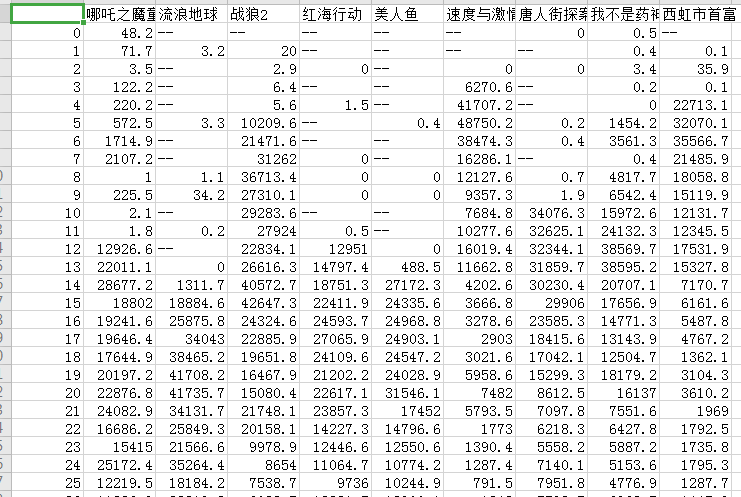 哪吒之魔童 流浪地球 战狼2 红海行动 美人鱼 速度与激情 唐人街探案 我不是药神 西虹市首富
0 48.2 -- -- -- -- -- 0 0.5 --
1 71.7 3.2 20 -- -- -- -- 0.4 0.1
2 3.5 -- 2.9 0 -- 0 0 3.4 35.9
3 122.2 -- 6.4 -- -- 6270.6 -- 0.2 0.1
4 220.2 -- 5.6 1.5 -- 41707.2 -- 0 22713.1
5 572.5 3.3 10209.6 -- 0.4 48750.2 0.2 1454.2 32070.1
6 1714.9 -- 21471.6 -- -- 38474.3 0.4 3561.3 35566.7
7 2107.2 -- 31262 0 -- 16286.1 -- 0.4 21485.9
8 1 1.1 36713.4 0 0 12127.6 0.7 4817.7 18058.8
9 225.5 34.2 27310.1 0 0 9357.3 1.9 6542.4 15119.9
10 2.1 -- 29283.6 -- -- 7684.8 34076.3 15972.6 12131.7
11 1.8 0.2 27924 0.5 -- 10277.6 32625.1 24132.3 12345.5
12 12926.6 -- 22834.1 12951 0 16019.4 32344.1 38569.7 17531.9
13 22011.1 0 26616.3 14797.4 488.5 11662.8 31859.7 38595.2 15327.8
14 28677.2 1311.7 40572.7 18751.3 27172.3 4202.6 30230.4 20707.1 7170.7
15 18802 18884.6 42647.3 22411.9 24335.6 3666.8 29906 17656.9 6161.6
16 19241.6 25875.8 24324.6 24593.7 24968.8 3278.6 23585.3 14771.3 5487.8
17 19646.4 34043 22885.9 27065.9 24903.1 2903 18415.6 13143.9 4767.2
18 17644.9 38465.2 19651.8 24109.6 24547.2 3021.6 17042.1 12504.7 1362.1
19 20197.2 41708.2 16467.9 21202.2 24028.9 5958.6 15299.3 18179.2 3104.3
20 22876.8 41735.7 15080.4 22617.1 31546.1 7482 8612.5 16137 3610.2
21 24082.9 34131.7 21748.1 23857.3 17452 5793.5 7097.8 7551.6 1969
22 16686.2 25849.3 20158.1 14227.3 14796.6 1773 6218.3 6427.8 1792.5
23 15415 21566.6 9978.9 12446.6 12550.6 1390.4 5558.2 5887.2 1735.8
24 25172.4 35264.4 8654 11064.7 10774.2 1287.4 7140.1 5153.6 1795.3
25 12219.5 18184.2 7538.7 9736 10244.9 791.5 7951.8 4776.9 1287.7